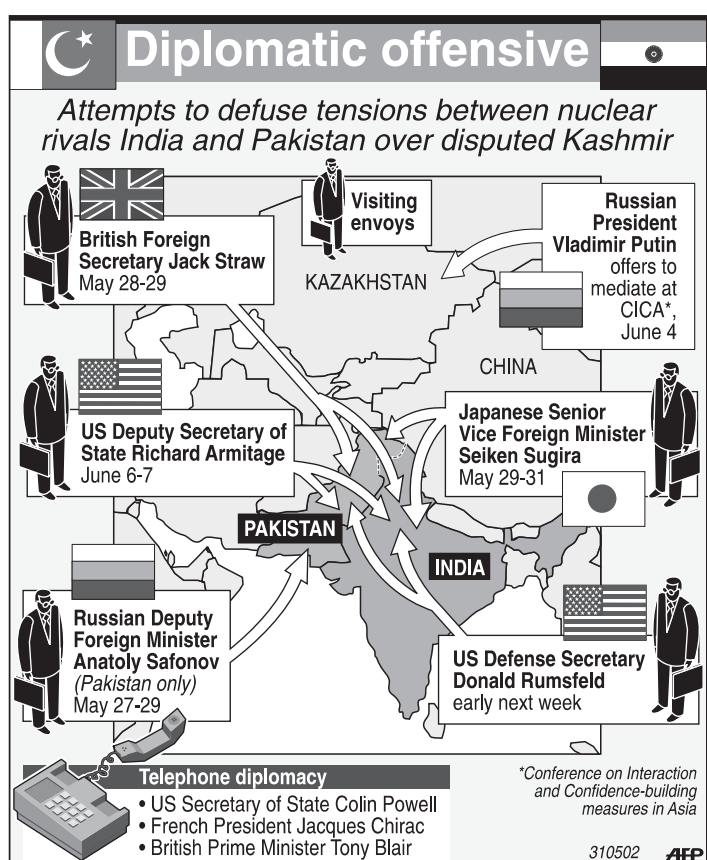 Diplomatic offensive
Attempts to defuse tensions between nuclear
rivals India and Pakistan over disputed Kashmir
British Foreign
Secretary Jack Straw
May 28-29
Visiting
envoys
Russian
President
Vladimir Putin
offers to
mediate at
CICA*,
June 4
KAZAKHSTAN
CHINA
US Deputy Secretary of
State Richard Armitage
June 6-7
Japanese Senior
Vice Foreign Minister
Seiken Sugira
May 29-31
PAKISTAN
INDIA
Russian Deputy
Foreign Minister
Anatoly Safonov
(Pakistan only)
May 27-29
US Defense Secretary
Donald Rumsfeld
early next week
Telephone diplomacy
• US Secretary of State Colin Powell
• French President Jacques Chirac
• British Prime Minister Tony Blair
*Conference on Interaction
and Confidence-building
measures in Asia
310502 AFP